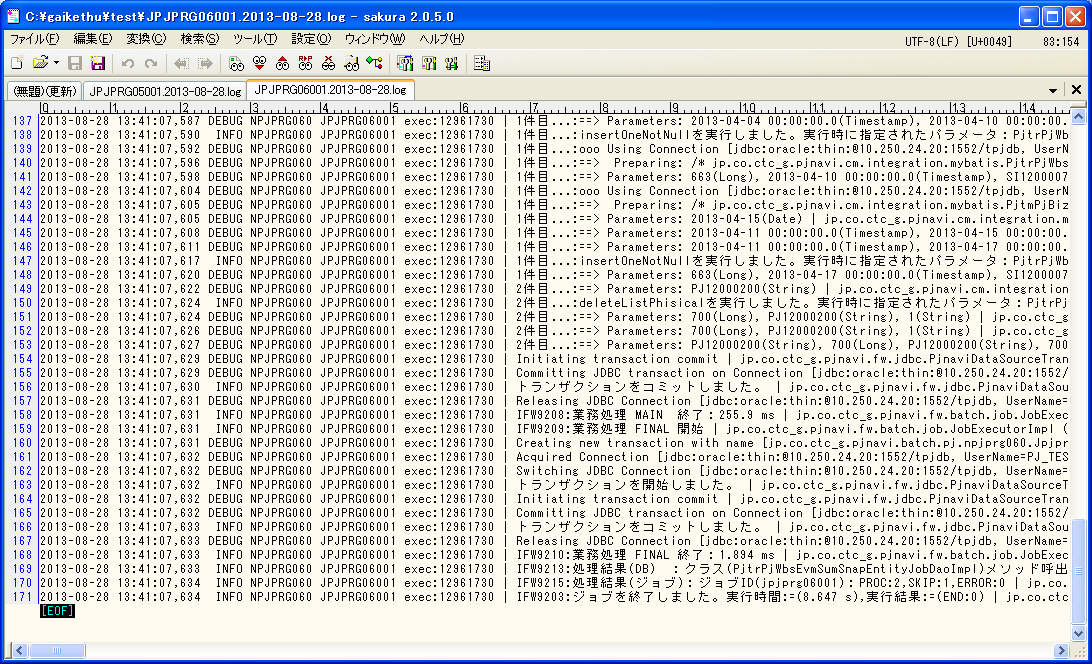 C:¥gaikethu¥test¥JPJPRG06001.2013-08-28.log - sakura 2.0.5.0
ファイル(F) 編集(E) 変換(C) 検索(S) ツール(T) 設定(O) ウィンドウ(W) ヘルプ(H) UTF-8(LF) [U+0049] 83:154
(無題)(更新) JPJPRG05001.2013-08-28.log JPJPRG06001.2013-08-28.log
0 1 2 3 4 5 6 7 8 9 10 11 12 13 14
137 2013-08-28 13:41:07,587 DEBUG NPJPRG060 JPJPRG06001 exec:12961730 | 1件目...:==> Parameters: 2013-04-04 00:00:00.0(Timestamp), 2013-04-10 00:00:00.
138 2013-08-28 13:41:07,590 INFO NPJPRG060 JPJPRG06001 exec:12961730 | 1件目...:insertOneNotNullを実行しました。実行時に指定されたパラメータ:PjtrPjWb
139 2013-08-28 13:41:07,592 DEBUG NPJPRG060 JPJPRG06001 exec:12961730 | 1件目...:ooo Using Connection [jdbc:oracle:thin:@10.250.24.20:1552/tpjdb, UserN
140 2013-08-28 13:41:07,596 DEBUG NPJPRG060 JPJPRG06001 exec:12961730 | 1件目...:==>  Preparing: /* jp.co.ctc_g.pjnavi.cm.integration.mybatis.PjtrPjWbs
141 2013-08-28 13:41:07,598 DEBUG NPJPRG060 JPJPRG06001 exec:12961730 | 1件目...:==> Parameters: 663(Long), 2013-04-10 00:00:00.0(Timestamp), SI1200007
142 2013-08-28 13:41:07,604 DEBUG NPJPRG060 JPJPRG06001 exec:12961730 | 1件目...:ooo Using Connection [jdbc:oracle:thin:@10.250.24.20:1552/tpjdb, UserN
143 2013-08-28 13:41:07,605 DEBUG NPJPRG060 JPJPRG06001 exec:12961730 | 1件目...:==>  Preparing: /* jp.co.ctc_g.pjnavi.cm.integration.mybatis.PjtmPjBiz
144 2013-08-28 13:41:07,605 DEBUG NPJPRG060 JPJPRG06001 exec:12961730 | 1件目...:==> Parameters: 2013-04-15(Date) | jp.co.ctc_g.pjnavi.cm.integration.m
145 2013-08-28 13:41:07,608 DEBUG NPJPRG060 JPJPRG06001 exec:12961730 | 1件目...:==> Parameters: 2013-04-11 00:00:00.0(Timestamp), 2013-04-15 00:00:00.
146 2013-08-28 13:41:07,611 DEBUG NPJPRG060 JPJPRG06001 exec:12961730 | 1件目...:==> Parameters: 2013-04-11 00:00:00.0(Timestamp), 2013-04-17 00:00:00.
147 2013-08-28 13:41:07,617 INFO NPJPRG060 JPJPRG06001 exec:12961730 | 1件目...:insertOneNotNullを実行しました。実行時に指定されたパラメータ:PjtrPjWb
148 2013-08-28 13:41:07,620 DEBUG NPJPRG060 JPJPRG06001 exec:12961730 | 1件目...:==> Parameters: 663(Long), 2013-04-17 00:00:00.0(Timestamp), SI1200007
149 2013-08-28 13:41:07,622 DEBUG NPJPRG060 JPJPRG06001 exec:12961730 | 1件目...:==> Parameters: PJ12000200(String) | jp.co.ctc_g.pjnavi.cm.integration
150 2013-08-28 13:41:07,624 INFO NPJPRG060 JPJPRG06001 exec:12961730 | 2件目...:deleteListPhisicalを実行しました。実行時に指定されたパラメータ:PjtrPj
151 2013-08-28 13:41:07,624 DEBUG NPJPRG060 JPJPRG06001 exec:12961730 | 2件目...:==> Parameters: 700(Long), PJ12000200(String), 1(String) | jp.co.ctc_g
152 2013-08-28 13:41:07,626 DEBUG NPJPRG060 JPJPRG06001 exec:12961730 | 2件目...:==> Parameters: 700(Long), PJ12000200(String), 1(String) | jp.co.ctc_g
153 2013-08-28 13:41:07,627 DEBUG NPJPRG060 JPJPRG06001 exec:12961730 | 2件目...:==> Parameters: PJ12000200(String), 700(Long), PJ12000200(String), 700
154 2013-08-28 13:41:07,629 DEBUG NPJPRG060 JPJPRG06001 exec:12961730 | Initiating transaction commit | jp.co.ctc_g.pjnavi.fw.jdbc.PjnaviDataSourceTran
155 2013-08-28 13:41:07,629 DEBUG NPJPRG060 JPJPRG06001 exec:12961730 | Committing JDBC transaction on Connection [jdbc:oracle:thin:@10.250.24.20:1552/
156 2013-08-28 13:41:07,630 INFO NPJPRG060 JPJPRG06001 exec:12961730 | トランザクションをコミットしました。 | jp.co.ctc_g.pjnavi.fw.jdbc.PjnaviDataSou
157 2013-08-28 13:41:07,631 DEBUG NPJPRG060 JPJPRG06001 exec:12961730 | Releasing JDBC Connection [jdbc:oracle:thin:@10.250.24.20:1552/tpjdb, UserName=
158 2013-08-28 13:41:07,631 INFO NPJPRG060 JPJPRG06001 exec:12961730 | IFW9208:業務処理 MAIN 終了:255.9 ms | jp.co.ctc_g.pjnavi.fw.batch.job.JobExec
159 2013-08-28 13:41:07,631 INFO NPJPRG060 JPJPRG06001 exec:12961730 | IFW9209:業務処理 FINAL 開始 | jp.co.ctc_g.pjnavi.fw.batch.job.JobExecutorImpl (
160 2013-08-28 13:41:07,631 DEBUG NPJPRG060 JPJPRG06001 exec:12961730 | Creating new transaction with name [jp.co.ctc_g.pjnavi.batch.pj.npjprg060.Jpjpr
161 2013-08-28 13:41:07,632 DEBUG NPJPRG060 JPJPRG06001 exec:12961730 | Acquired Connection [jdbc:oracle:thin:@10.250.24.20:1552/tpjdb, UserName=PJ_TES
162 2013-08-28 13:41:07,632 DEBUG NPJPRG060 JPJPRG06001 exec:12961730 | Switching JDBC Connection [jdbc:oracle:thin:@10.250.24.20:1552/tpjdb, UserName=
163 2013-08-28 13:41:07,632 INFO NPJPRG060 JPJPRG06001 exec:12961730 | トランザクションを開始しました。 | jp.co.ctc_g.pjnavi.fw.jdbc.PjnaviDataSourceT
164 2013-08-28 13:41:07,632 DEBUG NPJPRG060 JPJPRG06001 exec:12961730 | Initiating transaction commit | jp.co.ctc_g.pjnavi.fw.jdbc.PjnaviDataSourceTran
165 2013-08-28 13:41:07,632 DEBUG NPJPRG060 JPJPRG06001 exec:12961730 | Committing JDBC transaction on Connection [jdbc:oracle:thin:@10.250.24.20:1552/
166 2013-08-28 13:41:07,633 INFO NPJPRG060 JPJPRG06001 exec:12961730 | トランザクションをコミットしました。 | jp.co.ctc_g.pjnavi.fw.jdbc.PjnaviDataSou
167 2013-08-28 13:41:07,633 DEBUG NPJPRG060 JPJPRG06001 exec:12961730 | Releasing JDBC Connection [jdbc:oracle:thin:@10.250.24.20:1552/tpjdb, UserName=
168 2013-08-28 13:41:07,633 INFO NPJPRG060 JPJPRG06001 exec:12961730 | IFW9210:業務処理 FINAL 終了:1.894 ms | jp.co.ctc_g.pjnavi.fw.batch.job.JobExec
169 2013-08-28 13:41:07,633 INFO NPJPRG060 JPJPRG06001 exec:12961730 | IFW9213:処理結果(DB) :クラス(PjtrPjWbsEvmSumSnapEntityJobDaoImpl)メソッド呼出
170 2013-08-28 13:41:07,634 INFO NPJPRG060 JPJPRG06001 exec:12961730 | IFW9215:処理結果(ジョブ):ジョブID(jpjprg06001):PROC:2,SKIP:1,ERROR:0 | jp.co.
171 2013-08-28 13:41:07,634 INFO NPJPRG060 JPJPRG06001 exec:12961730 | IFW9203:ジョブを終了しました。実行時間:=(8.647 s),実行結果:=(END:0) | jp.co.ctc
[EOF]